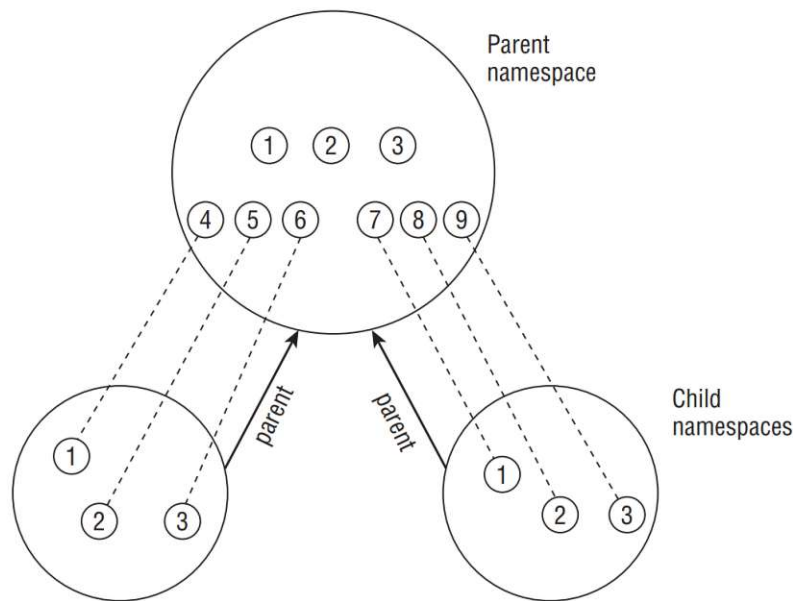 Parent
namespace
1 2 3
4 5 6 7 8 9
parent
parent
Child
namespaces
1
2 3
1
2 3